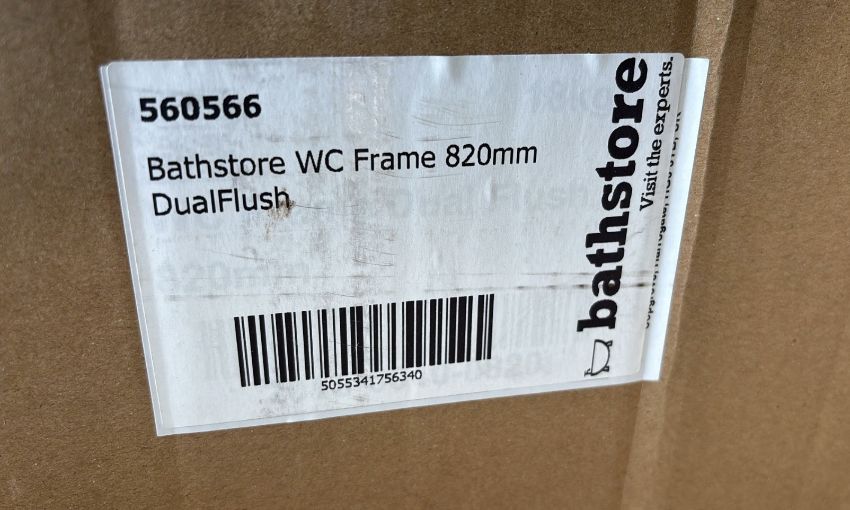 560566
Bathstore WC Frame 820mm
DualFlush
5055341756340
bathstore
Visit the experts.